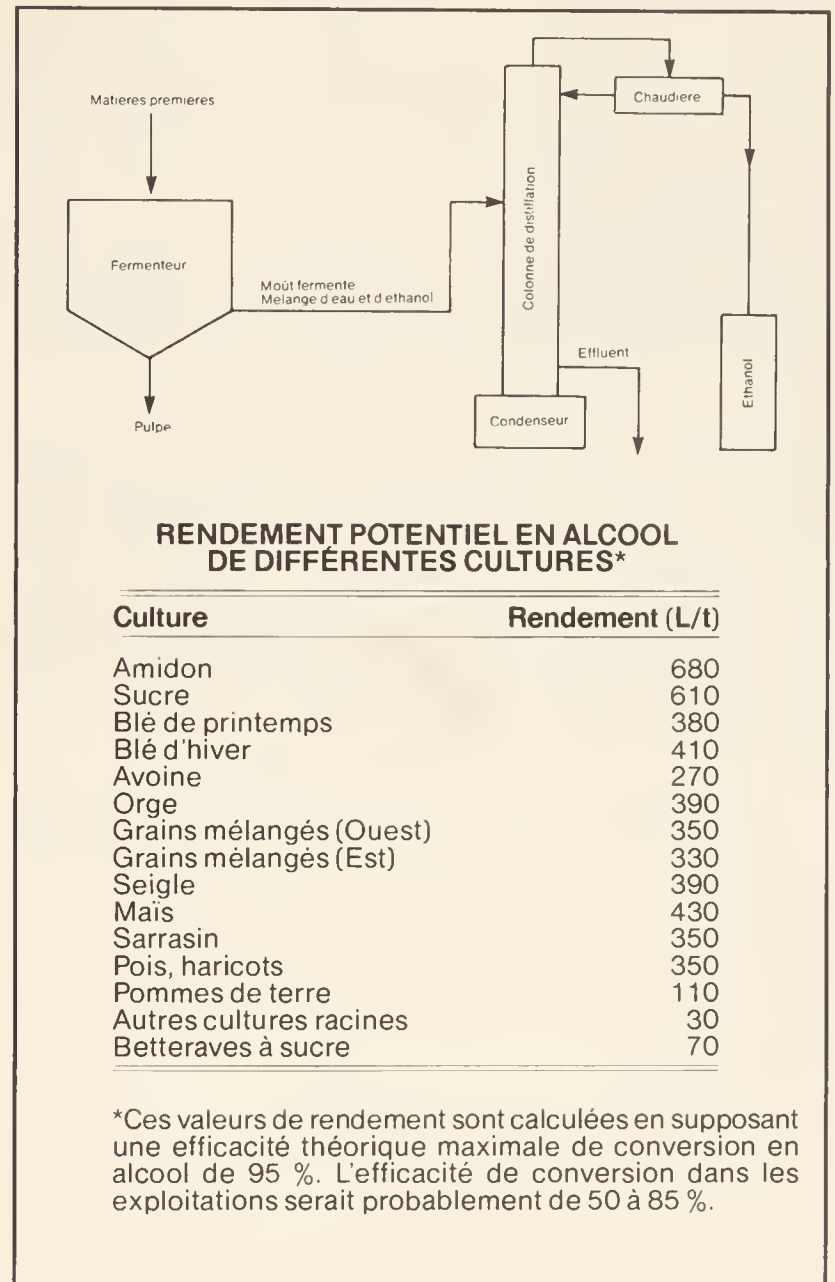 Matieres premieres
Fermenteur
Moût fermente
Melange d eau et d ethanol
Pulpe
Colonne de distillation
Chaudiere
Effluent
Condenseur
Ethanol
RENDEMENT POTENTIEL EN ALCOOL
DE DIFFÉRENTES CULTURES*
Culture Rendement (L/t)
Amidon 680
Sucre 610
Blé de printemps 380
Blé d'hiver 410
Avoine 270
Orge 390
Grains mélangés (Ouest) 350
Grains mélangés (Est) 330
Seigle 390
Maïs 430
Sarrasin 350
Pois, haricots 350
Pommes de terre 110
Autres cultures racines 30
Betteraves à sucre 70
*Ces valeurs de rendement sont calculées en supposant
une efficacité théorique maximale de conversion en
alcool de 95 %. L'efficacité de conversion dans les
exploitations serait probablement de 50 à 85 %.